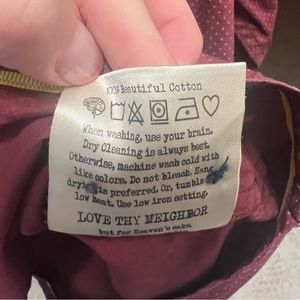 100% Beautiful Cotton
When washing, use your brain.
Dry Cleaning is always best.
Otherwise, machine wash cold with
like colors. Do not bleach. Hang
is preferred. Or, tumble
low heat. Use low iron setting.
LOVE THY NEIGHBOR
but for Heaven's sake,